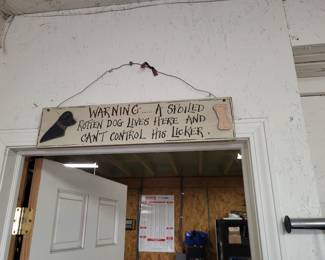 WARNING..... A SPOILED
ROTTEN DOG LIVES HERE AND
CAN'T CONTROL HIS LICKER.